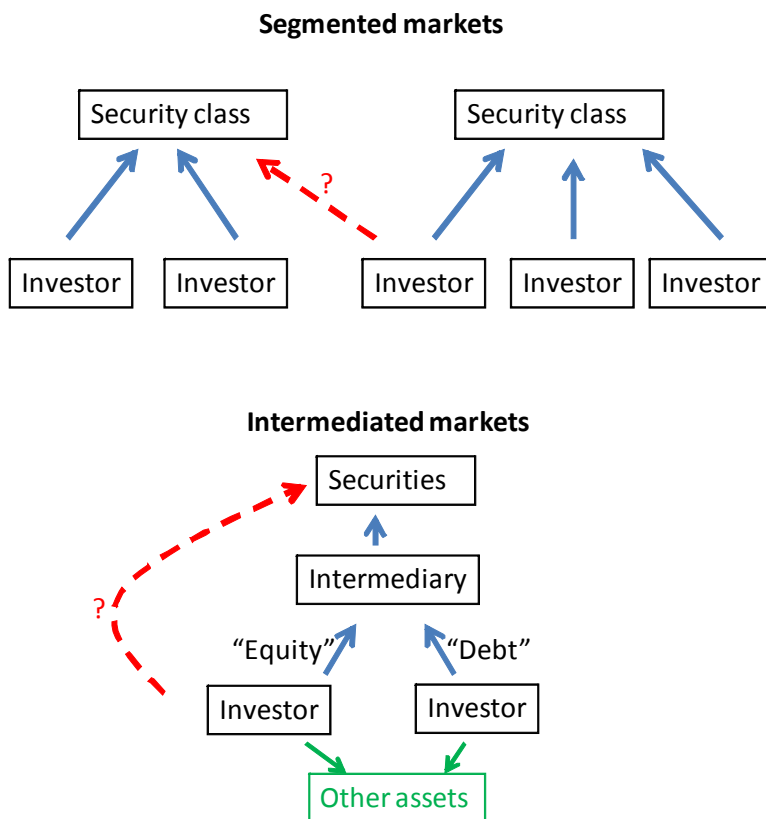 Segmented markets
Security class Security class
?
Investor Investor Investor Investor Investor
Intermediated markets
Securities
Intermediary
?
“Equity” “Debt”
Investor Investor
Other assets